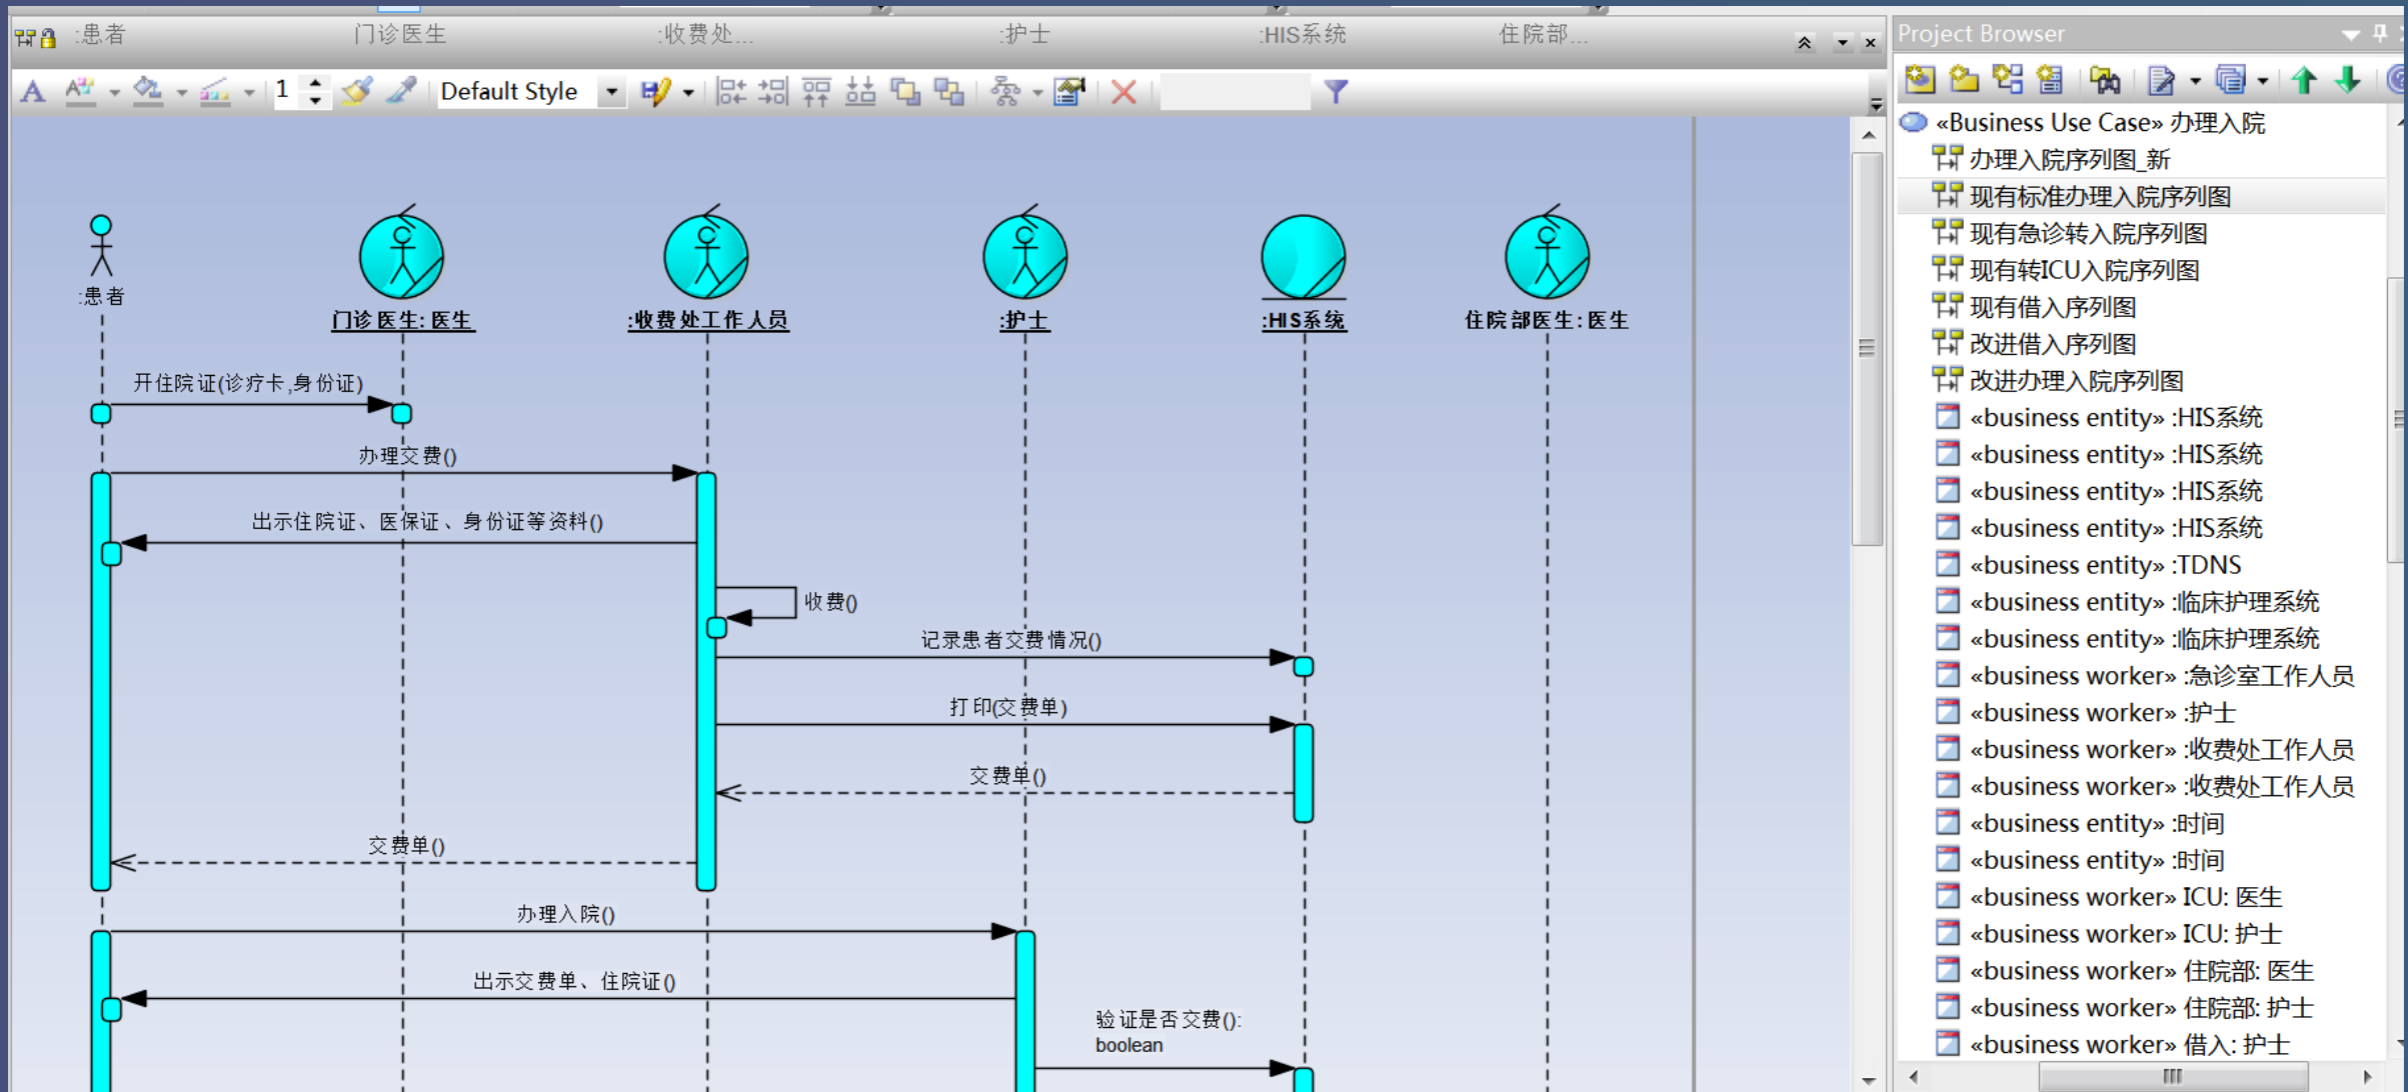 :患者
门诊医生
:收费处...
:护士
:HIS系统
住院部...
1
Default Style
:患者
门诊医生: 医生
:收费处工作人员
:护士
:HIS系统
住院部医生: 医生
开住院证(诊疗卡,身份证)
办理交费()
出示住院证、医保证、身份证等资料()
收费()
记录患者交费情况()
打印(交费单)
交费单()
交费单()
办理入院()
出示交费单、住院证()
验证是否交费():
boolean
Project Browser
«Business Use Case» 办理入院
办理入院序列图_新
现有标准办理入院序列图
现有急诊转入院序列图
现有转ICU入院序列图
现有借入序列图
改进借入序列图
改进办理入院序列图
«business entity» :HIS系统
«business entity» :HIS系统
«business entity» :HIS系统
«business entity» :HIS系统
«business entity» :TDNS
«business entity» :临床护理系统
«business entity» :临床护理系统
«business worker» :急诊室工作人员
«business worker» :护士
«business worker» :收费处工作人员
«business worker» :收费处工作人员
«business entity» :时间
«business entity» :时间
«business worker» ICU: 医生
«business worker» ICU: 护士
«business worker» 住院部: 医生
«business worker» 住院部: 护士
«business worker» 借入: 护士